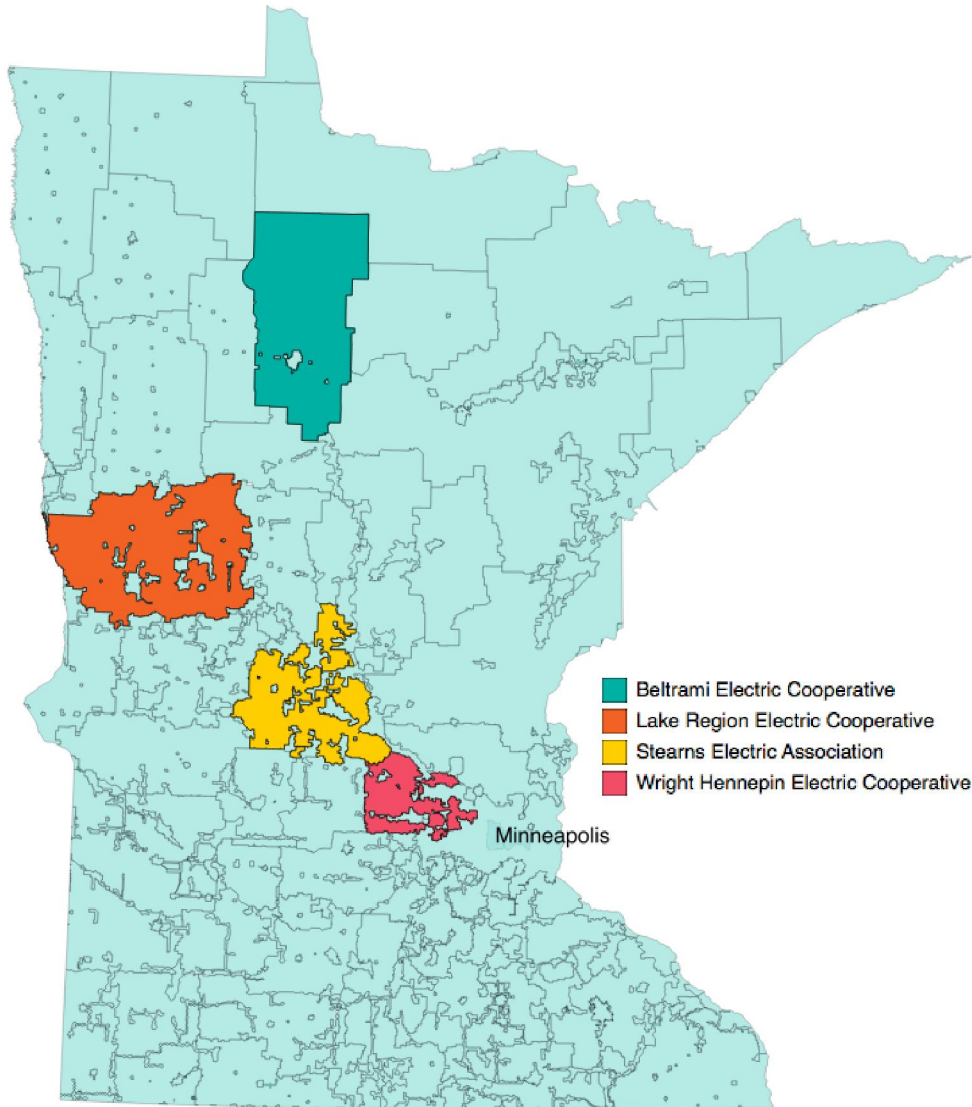 Beltrami Electric Cooperative
Lake Region Electric Cooperative
Stearns Electric Association
Wright Hennepin Electric Cooperative
Minneapolis